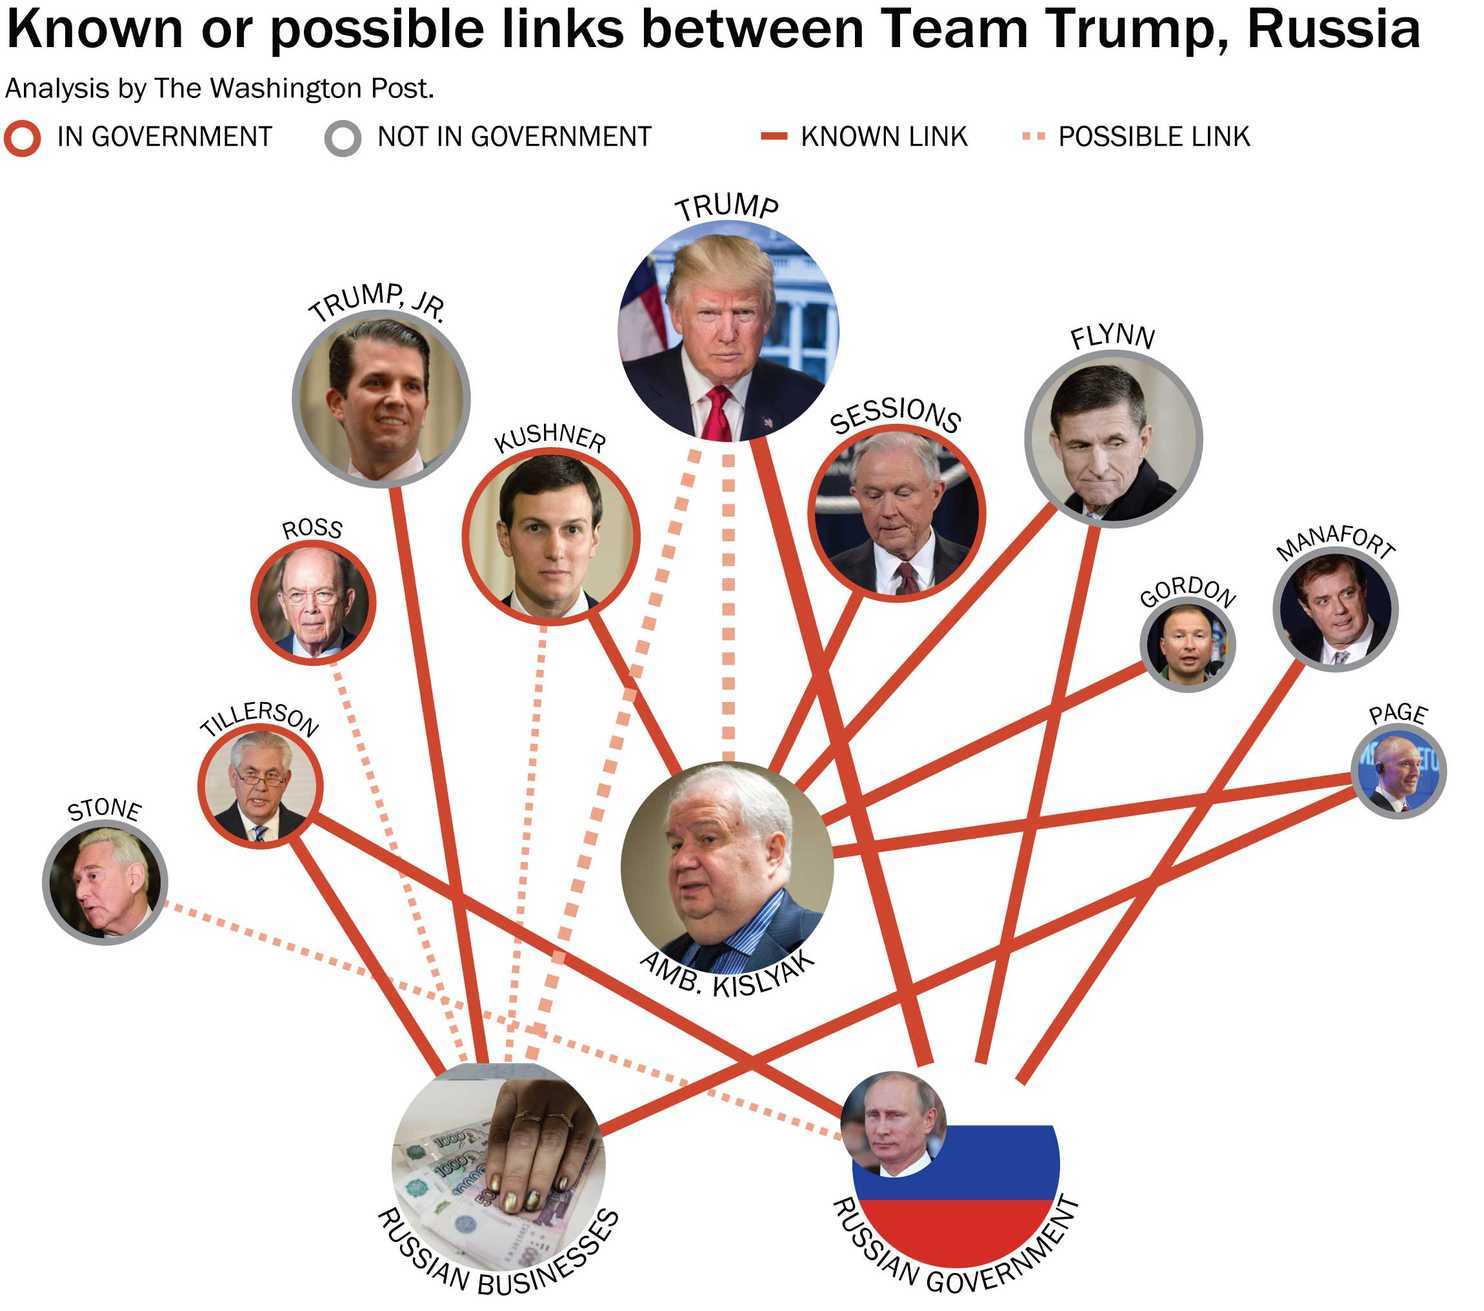 Known or possible links between Team Trump, Russia
Analysis by The Washington Post.
IN GOVERNMENT
NOT IN GOVERNMENT
KNOWN LINK
POSSIBLE LINK
TRUMP
TRUMP, JR.
FLYNN
SESSIONS
KUSHNER
ROSS
MANAFORT
GORDON
TILLERSON
PAGE
STONE
AMB. KISLYAK
RUSSIAN BUSINESSES
RUSSIAN GOVERNMENT